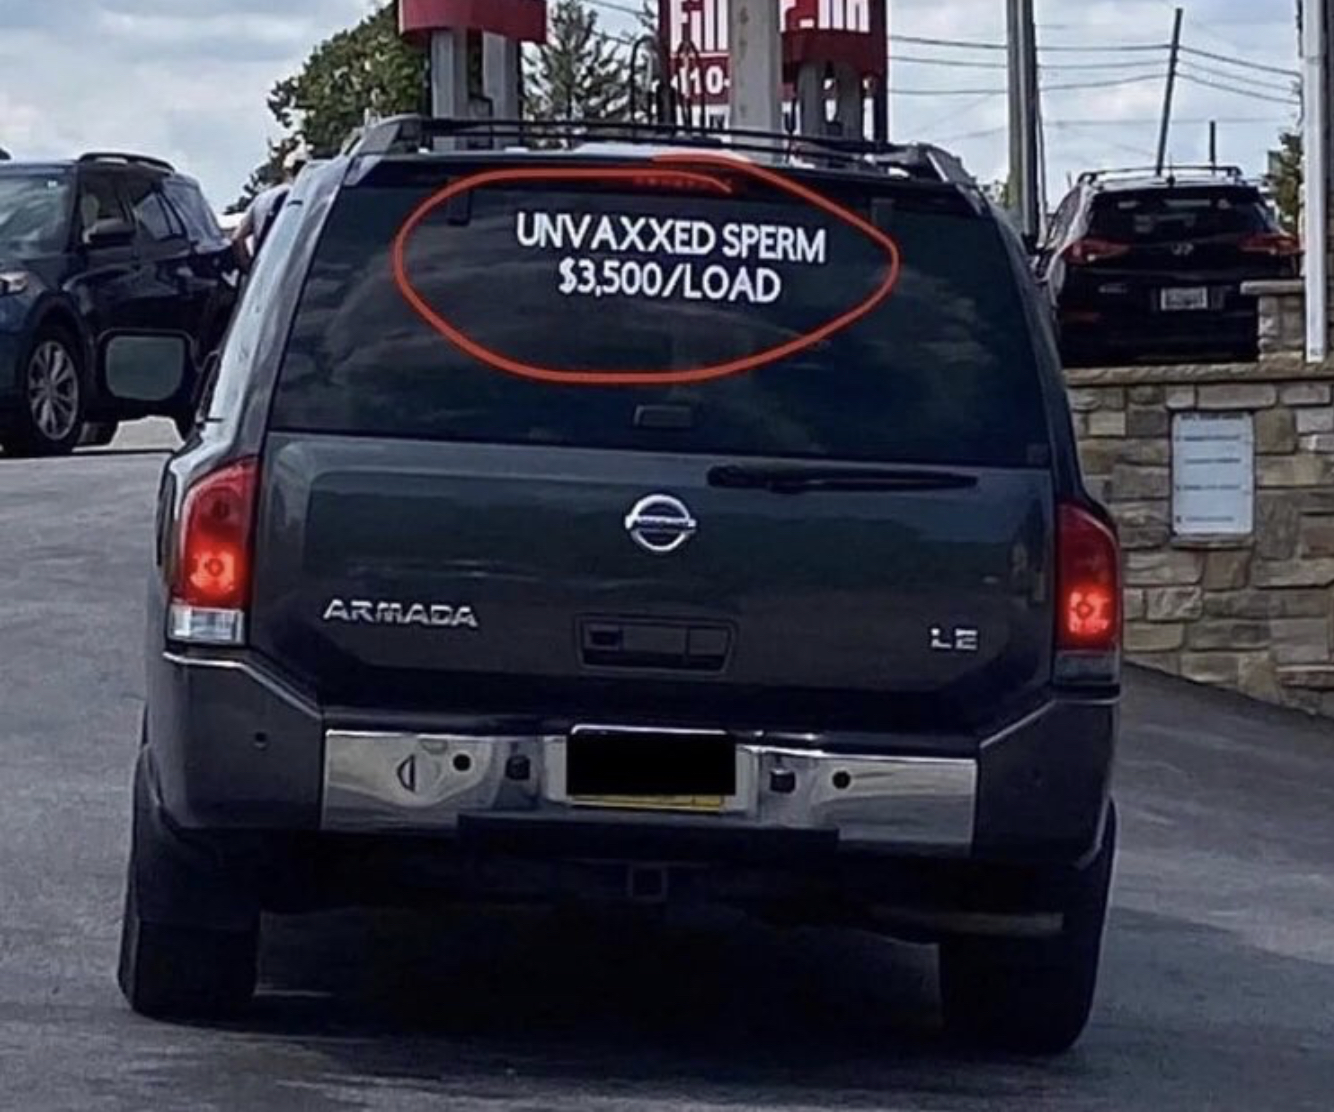 UNVAXXED SPERM
$3,500/LOAD
ARMADA
LE